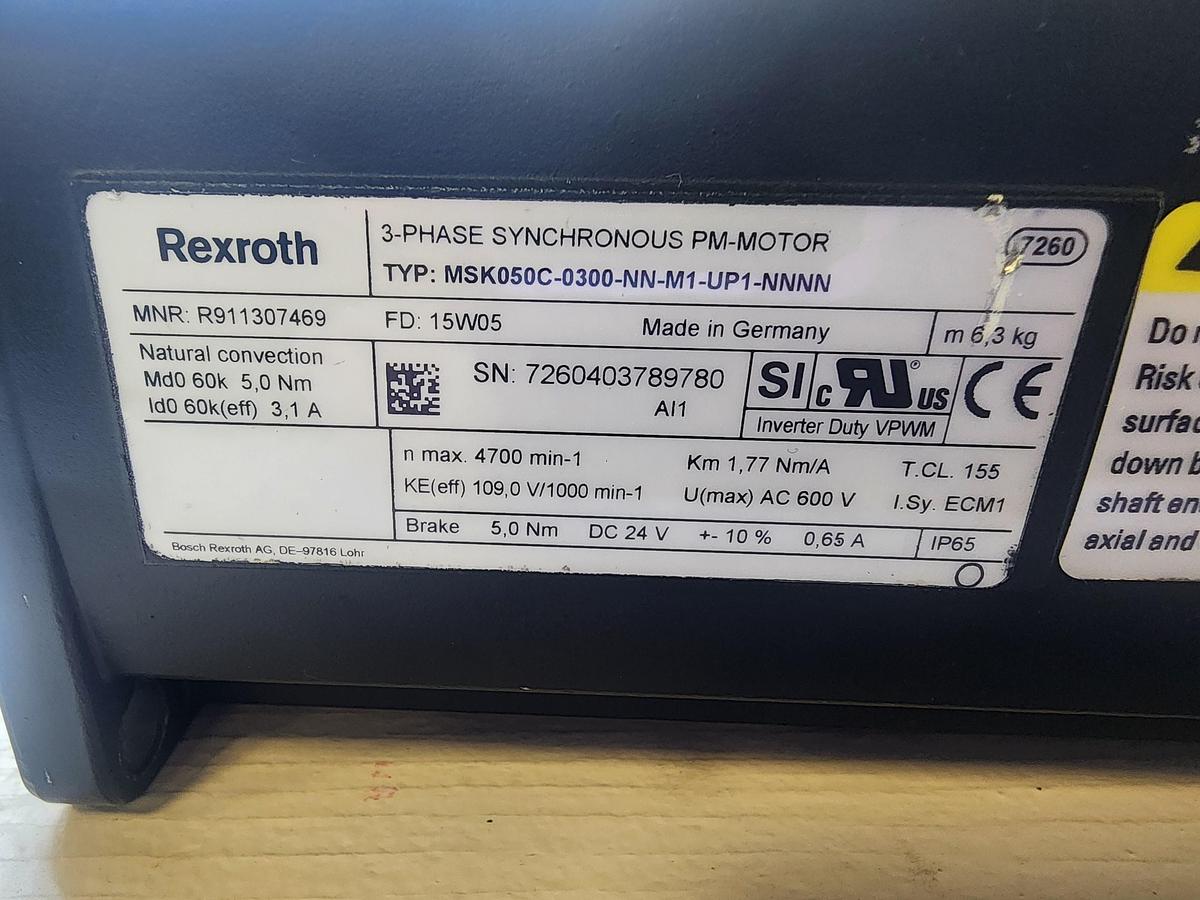 Rexroth
3-PHASE SYNCHRONOUS PM-MOTOR
7260
TYP: MSK050C-0300-NN-M1-UP1-NNNN
MNR: R911307469
FD: 15W05
Made in Germany
m 6,3 kg
Natural convection
Md0 60k 5,0 Nm
Id0 60k(eff) 3,1 A
SN: 7260403789780
AI1
SI
c RU us
CE
Inverter Duty VPWM
n max. 4700 min-1
Km 1,77 Nm/A
T.CL. 155
KE(eff) 109,0 V/1000 min-1
U(max) AC 600 V
I.Sy. ECM1
Brake 5,0 Nm DC 24 V +- 10 % 0,65 A
IP65
Bosch Rexroth AG, DE-97816 Lohr
Do
Risk
down
axial and